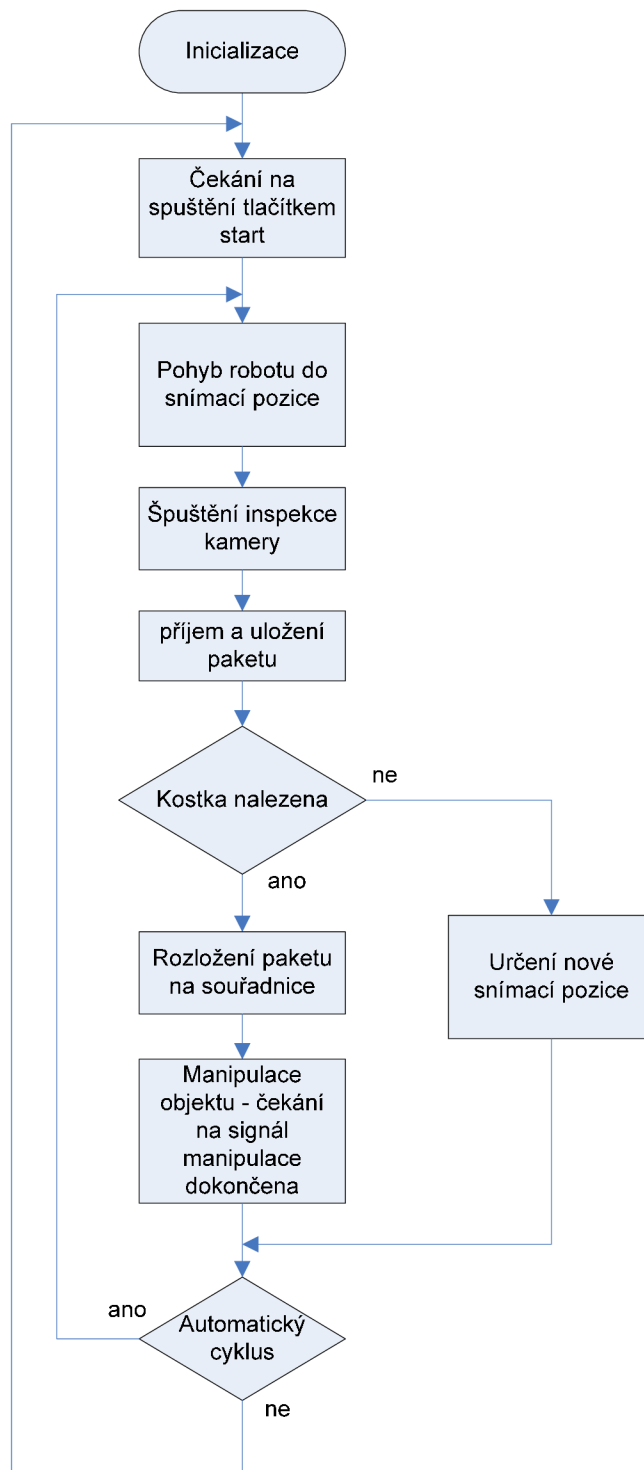 Inicializace
Čekání na
spuštění tlačítkem
start
Pohyb robotu do
snímací pozice
Špuštění inspekce
kamery
příjem a uložení
paketu
Kostka nalezena
ne
ano
Rozložení paketu
na souřadnice
Určení nové
snímací pozice
Manipulace
objektu - čekání
na signál
manipulace
dokončena
ano
Automatický
cyklus
ne